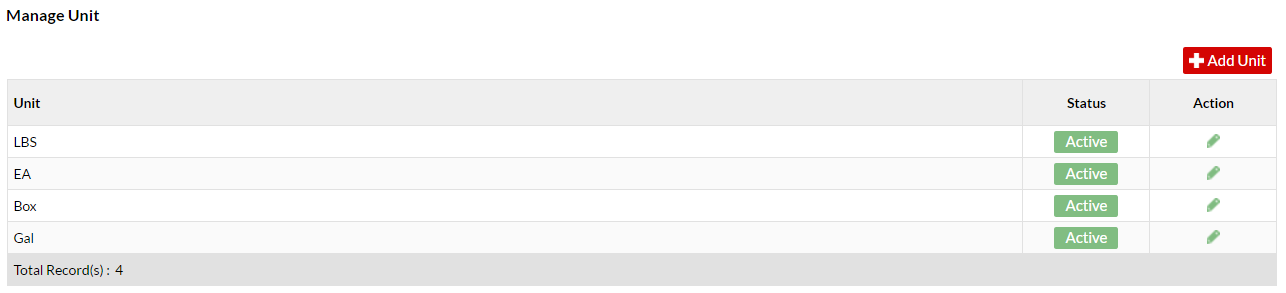 Manage Unit
Add Unit
Unit Status Action
LBS Active
EA Active
Box Active
Gal Active
Total Record(s) : 4